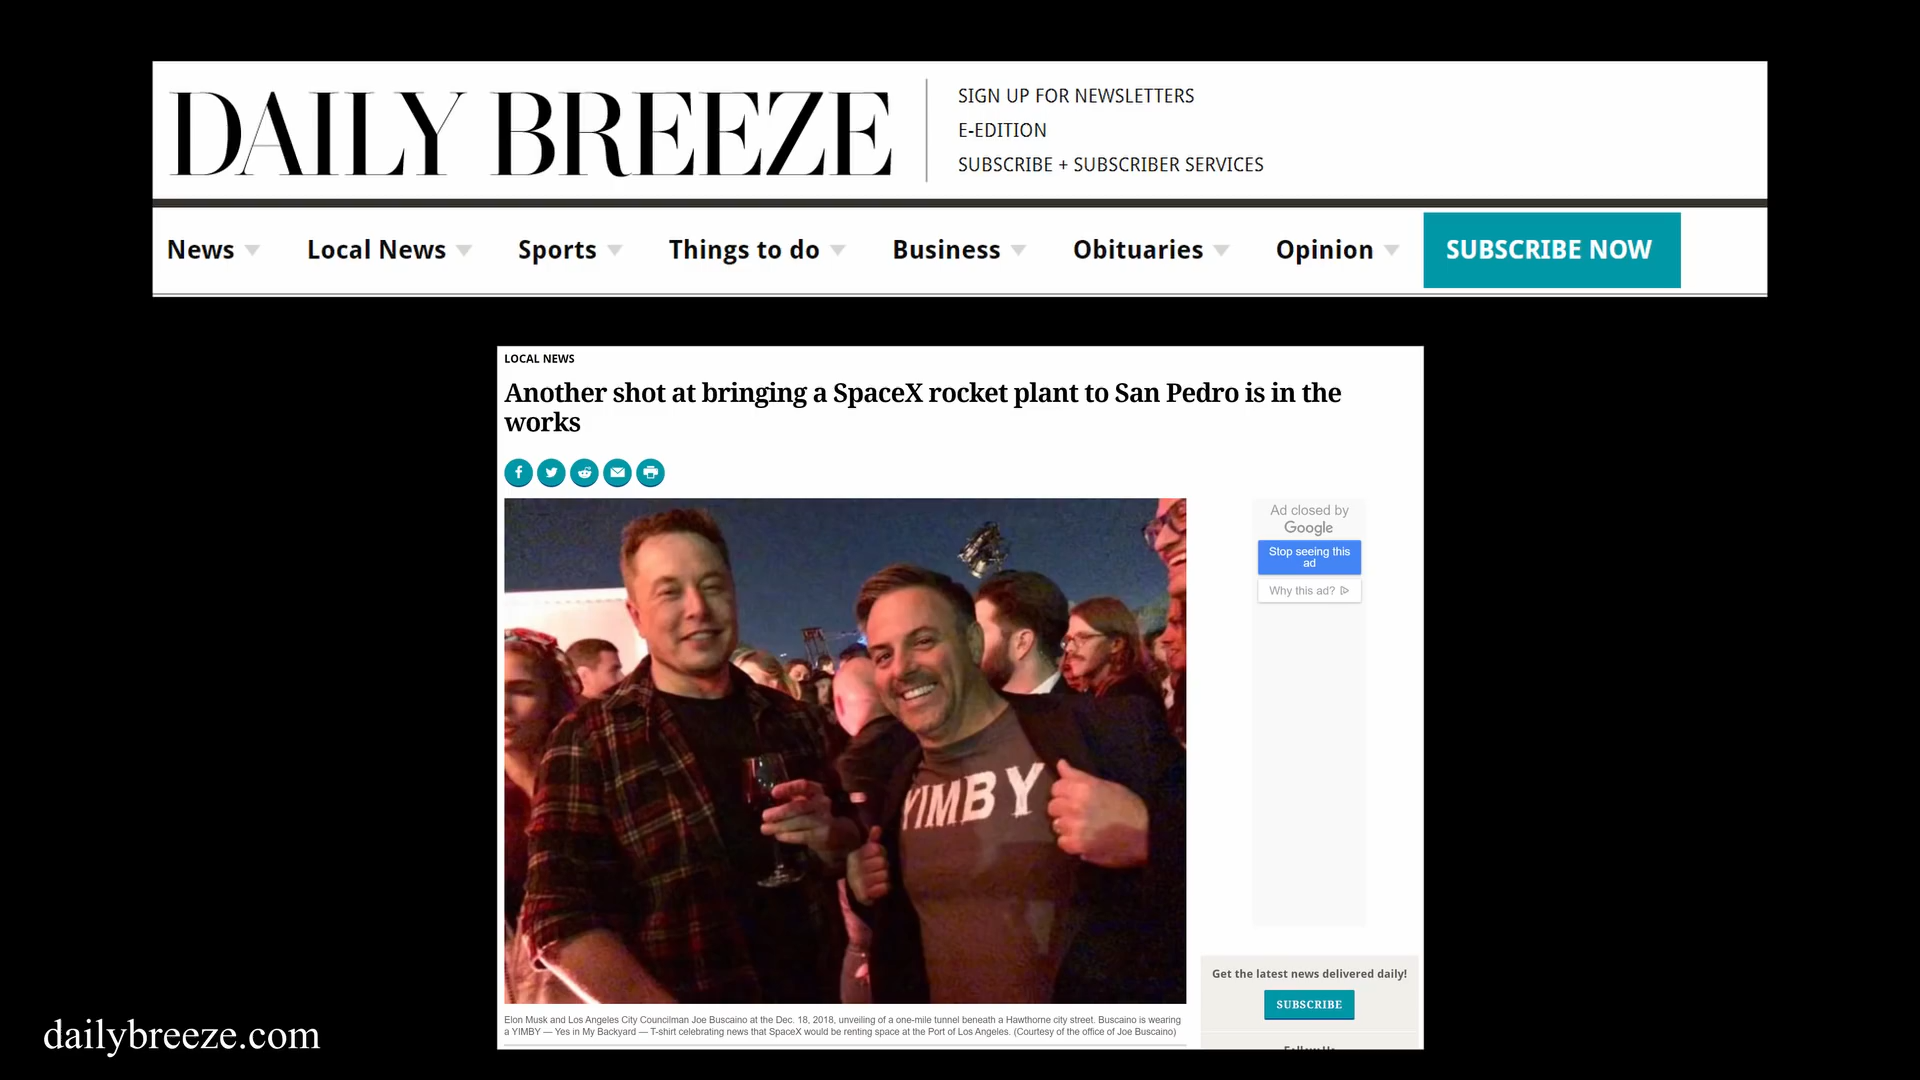 DAILY BREEZE
SIGN UP FOR NEWSLETTERS
E-EDITION
SUBSCRIBE + SUBSCRIBER SERVICES
News
Local News
Sports
Things to do
Business
Obituaries
Opinion
SUBSCRIBE NOW
LOCAL NEWS
Another shot at bringing a SpaceX rocket plant to San Pedro is in the
works
YIMBY
Ad closed by
Google
Stop seeing this
ad
Why this ad?
Get the latest news delivered daily!
SUBSCRIBE
Elon Musk and Los Angeles City Councilman Joe Buscaino at the Dec. 18, 2018, unveiling of a one-mile tunnel beneath a Hawthorne city street. Buscaino is wearing
a YIMBY — Yes in My Backyard — T-shirt celebrating news that SpaceX would be renting space at the Port of Los Angeles. (Courtesy of the office of Joe Buscaino)
dailybreeze.com